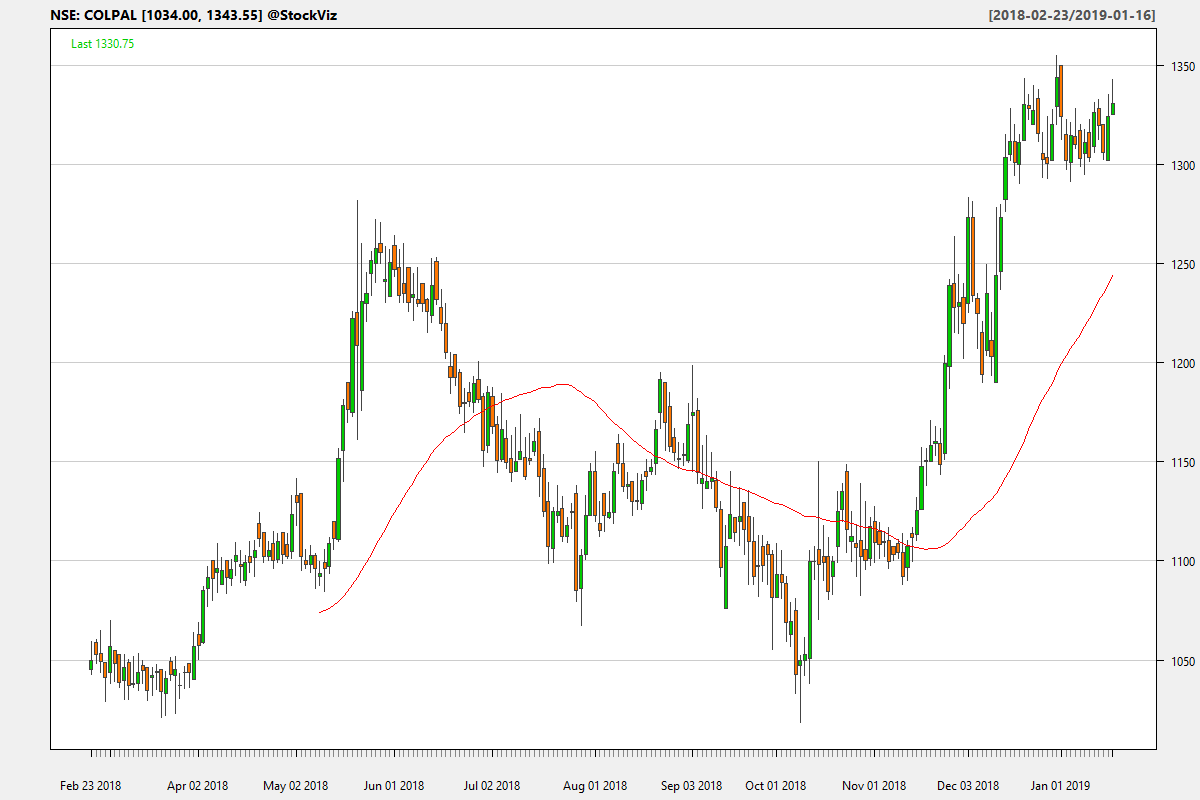 NSE: COLPAL [1034.00, 1343.55] @StockViz [2018-02-23/2019-01-16]
Last 1330.75
1350
1300
1250
1200
1150
1100
1050
Feb 23 2018 Apr 02 2018 May 02 2018 Jun 01 2018 Jul 02 2018 Aug 01 2018 Sep 03 2018 Oct 01 2018 Nov 01 2018 Dec 03 2018 Jan 01 2019